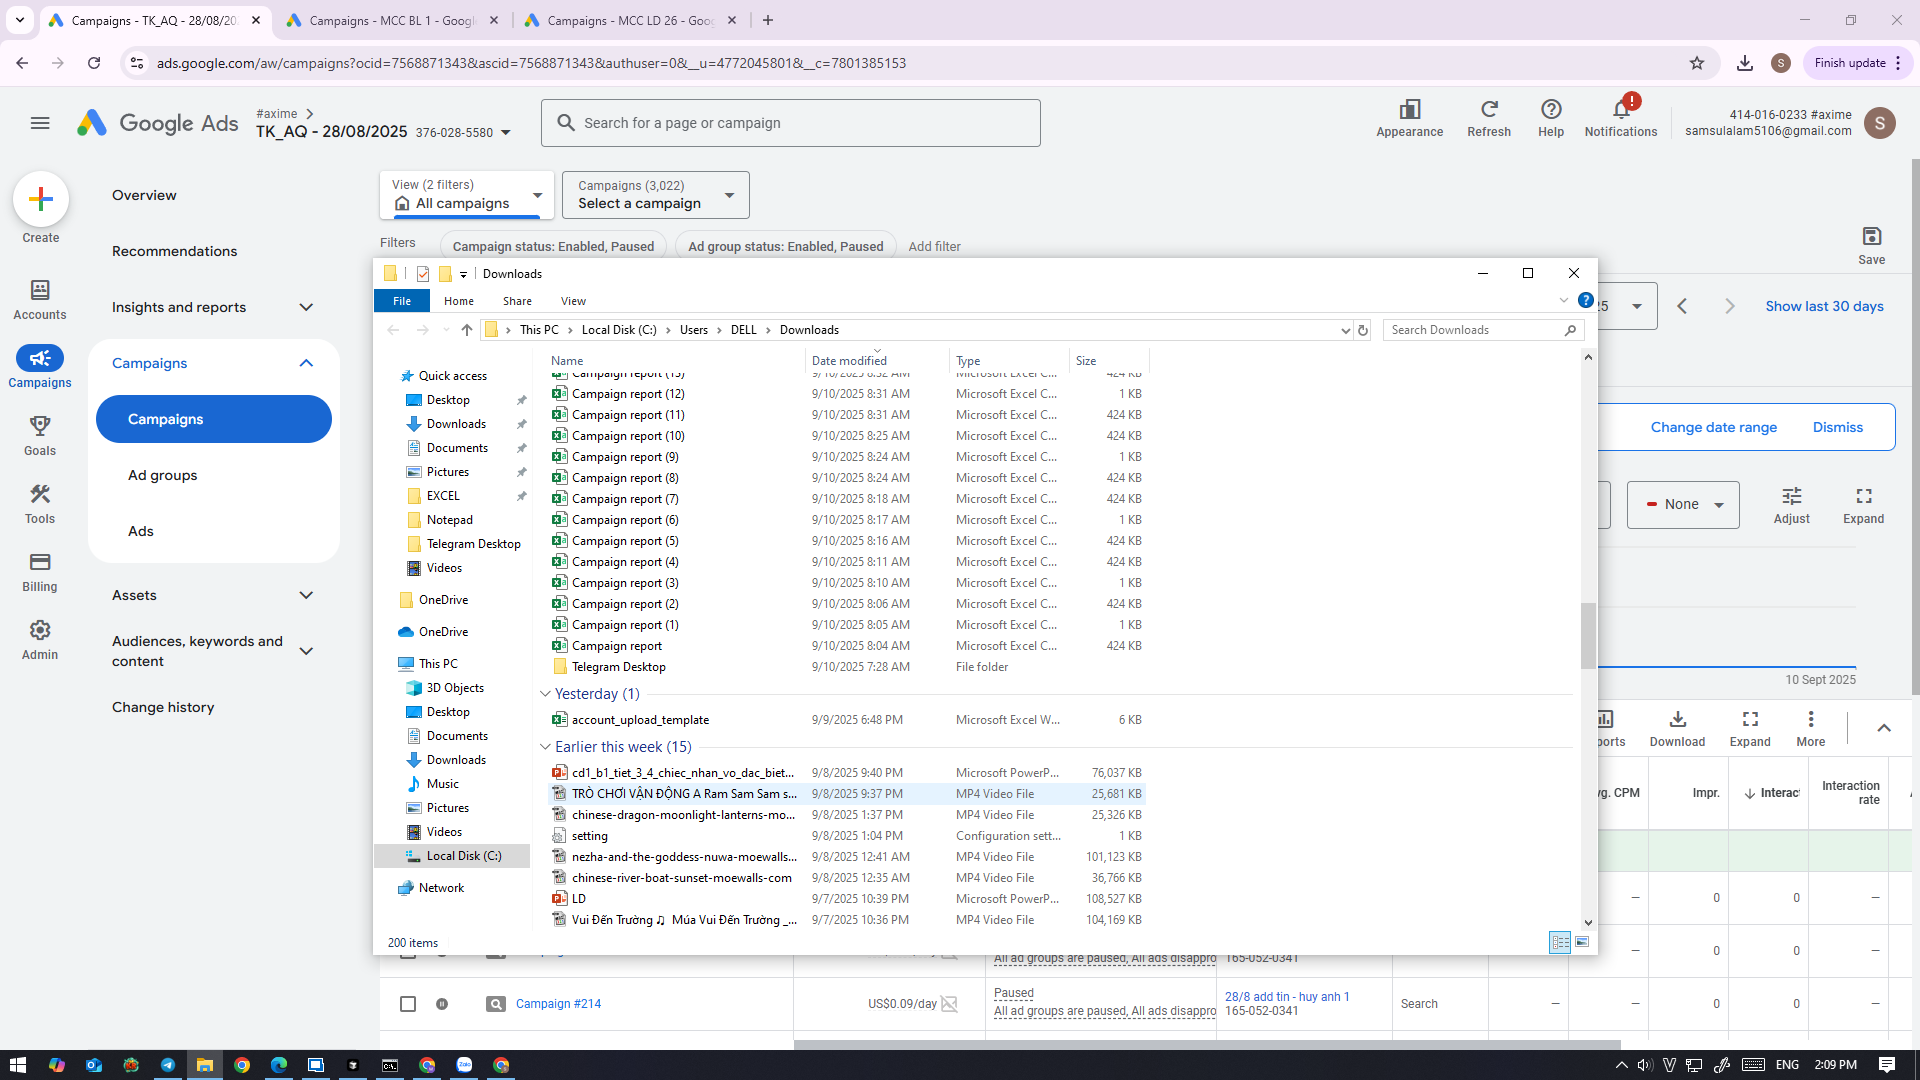 Campaigns - TK_AQ - 28/08/20
Campaigns - MCC BL 1 - Google
Campaigns - MCC LD 26 - Goo
ads.google.com/aw/campaigns?ocid=7568871343&ascid=7568871343&authuser=0&__u=4772045801&__c=7801385153
S
Finish update
Google Ads
#axime
TK_AQ - 28/08/2025 376-028-5580
Search for a page or campaign
Appearance
Refresh
Help
Notifications
414-016-0233 #axime
samsulalam5106@gmail.com
S
Create
Accounts
Campaigns
Goals
Tools
Billing
Admin
Overview
Recommendations
Insights and reports
Campaigns
Campaigns
Ad groups
Ads
Assets
Audiences, keywords and content
Change history
View (2 filters)
All campaigns
Campaigns (3,022)
Select a campaign
Filters
Campaign status: Enabled, Paused
Ad group status: Enabled, Paused
Add filter
Save
25
Show last 30 days
Change date range
Dismiss
None
Adjust
Expand
10 Sept 2025
Download
Expand
More
Impr.
Interaction rate
Downloads
File
Home
Share
View
This PC
Local Disk (C:)
Users
DELL
Downloads
Search Downloads
Quick access
Desktop
Downloads
Documents
Pictures
EXCEL
Notepad
Telegram Desktop
Videos
OneDrive
OneDrive
This PC
3D Objects
Desktop
Documents
Downloads
Music
Pictures
Videos
Local Disk (C:)
Network
Name Date modified Type Size
Campaign report (13) 9/10/2025 8:32 AM Microsoft Excel C... 424 KB
Campaign report (12) 9/10/2025 8:31 AM Microsoft Excel C... 1 KB
Campaign report (11) 9/10/2025 8:31 AM Microsoft Excel C... 424 KB
Campaign report (10) 9/10/2025 8:25 AM Microsoft Excel C... 424 KB
Campaign report (9) 9/10/2025 8:24 AM Microsoft Excel C... 1 KB
Campaign report (8) 9/10/2025 8:24 AM Microsoft Excel C... 424 KB
Campaign report (7) 9/10/2025 8:18 AM Microsoft Excel C... 424 KB
Campaign report (6) 9/10/2025 8:17 AM Microsoft Excel C... 1 KB
Campaign report (5) 9/10/2025 8:16 AM Microsoft Excel C... 424 KB
Campaign report (4) 9/10/2025 8:11 AM Microsoft Excel C... 424 KB
Campaign report (3) 9/10/2025 8:10 AM Microsoft Excel C... 1 KB
Campaign report (2) 9/10/2025 8:06 AM Microsoft Excel C... 424 KB
Campaign report (1) 9/10/2025 8:05 AM Microsoft Excel C... 1 KB
Campaign report 9/10/2025 8:04 AM Microsoft Excel C... 424 KB
Telegram Desktop 9/10/2025 7:28 AM File folder
Yesterday (1)
account_upload_template 9/9/2025 6:48 PM Microsoft Excel W... 6 KB
Earlier this week (15)
cd1_b1_tiet_3_4_chiec_nhan_vo_dac_biet... 9/8/2025 9:40 PM Microsoft PowerP... 76,037 KB
TRÒ CHƠI VẬN ĐỘNG A Ram Sam Sam s... 9/8/2025 9:37 PM MP4 Video File 25,681 KB
chinese-dragon-moonlight-lanterns-mo... 9/8/2025 1:37 PM MP4 Video File 25,326 KB
setting 9/8/2025 1:04 PM Configuration sett... 1 KB
nezha-and-the-goddess-nuwa-moewalls... 9/8/2025 12:41 AM MP4 Video File 101,123 KB
chinese-river-boat-sunset-moewalls-com 9/8/2025 12:35 AM MP4 Video File 36,766 KB
LD 9/7/2025 10:39 PM Microsoft PowerP... 108,527 KB
Vui Đến Trường ♫ Múa Vui Đến Trường _... 9/7/2025 10:36 PM MP4 Video File 104,169 KB
200 items
0 0 –
– 0 0 –
All ad groups are paused, All ads disappro 165-052-0341
Campaign #214 US$0.09/day Paused 28/8 add tin - huy anh 1 Search – – 0 0 –
All ad groups are paused, All ads disappro 165-052-0341
ENG
2:09 PM